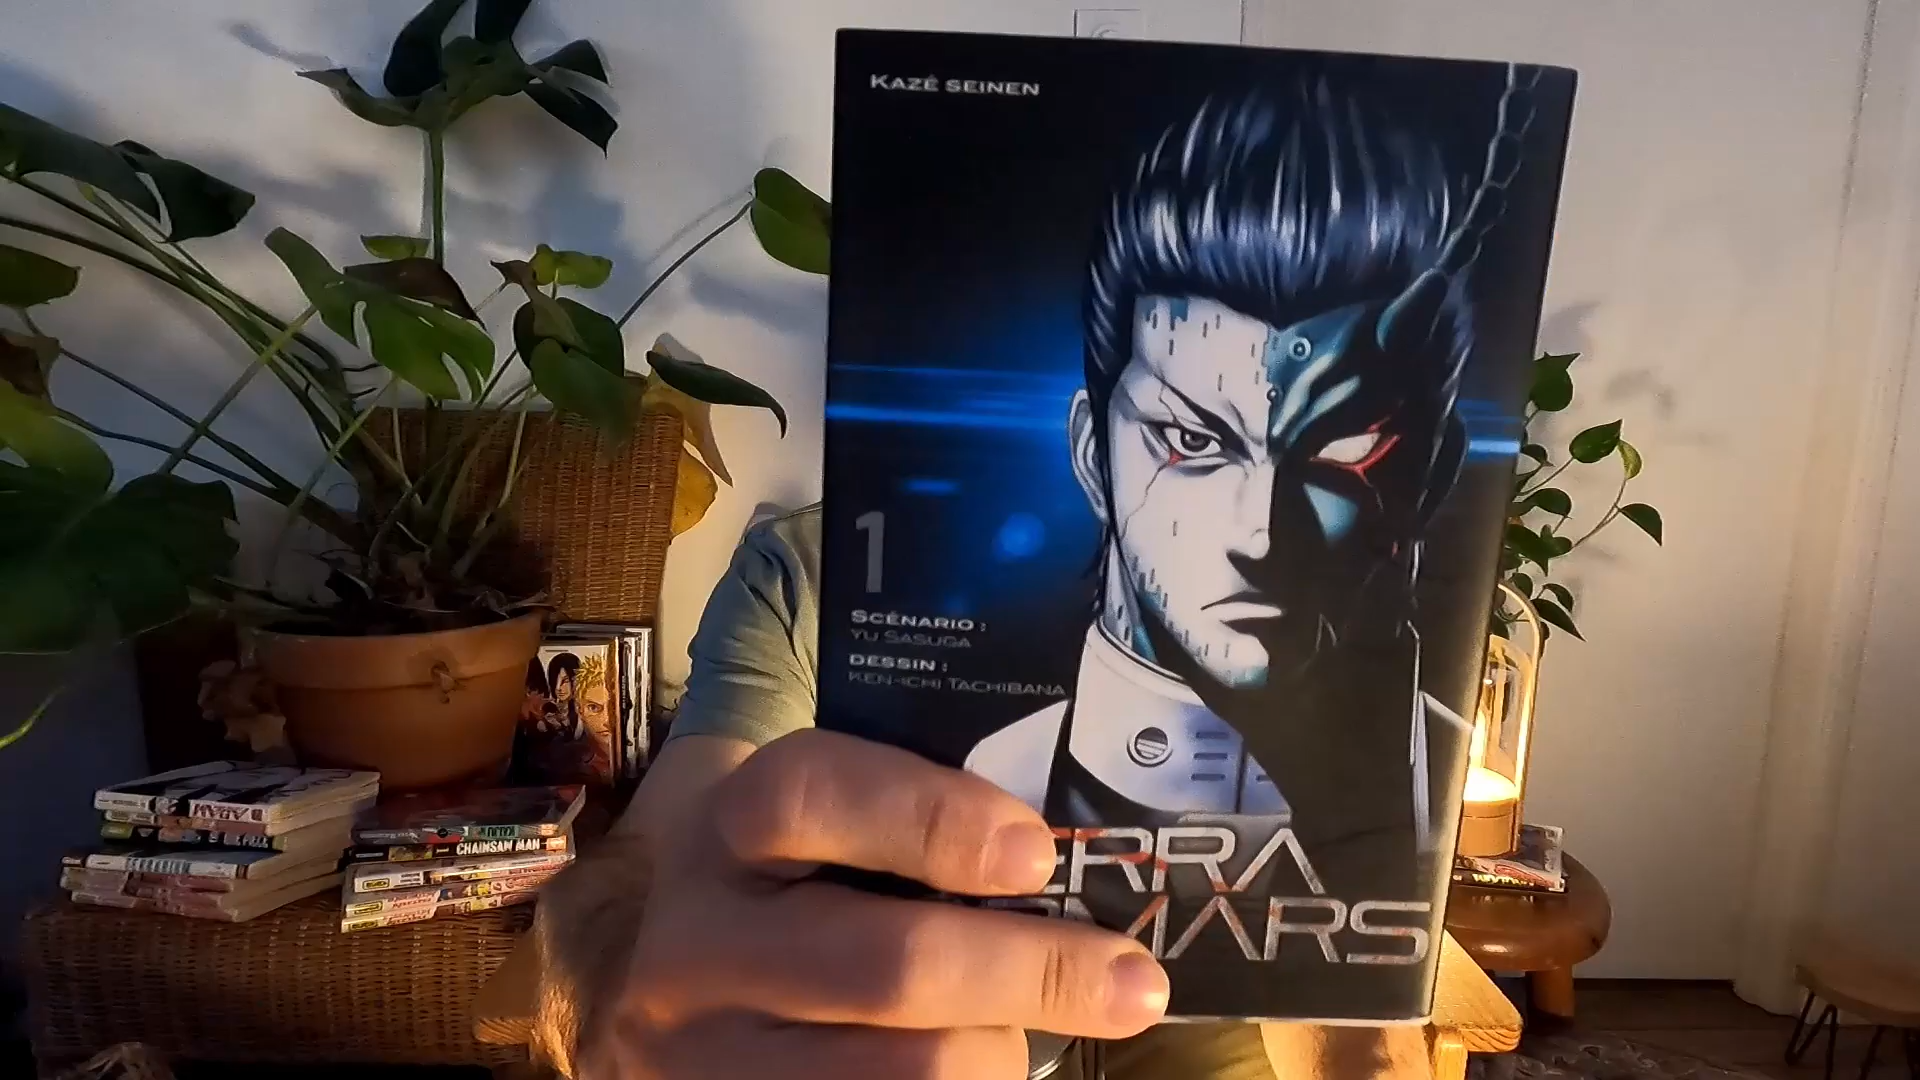 KAZÉ SEINEN
1
SCÉNARIO :
YU SASUGA
DESSIN :
KEN-ICHI TACHIBANA
ERRA
MARS
CHAINSAW MAN